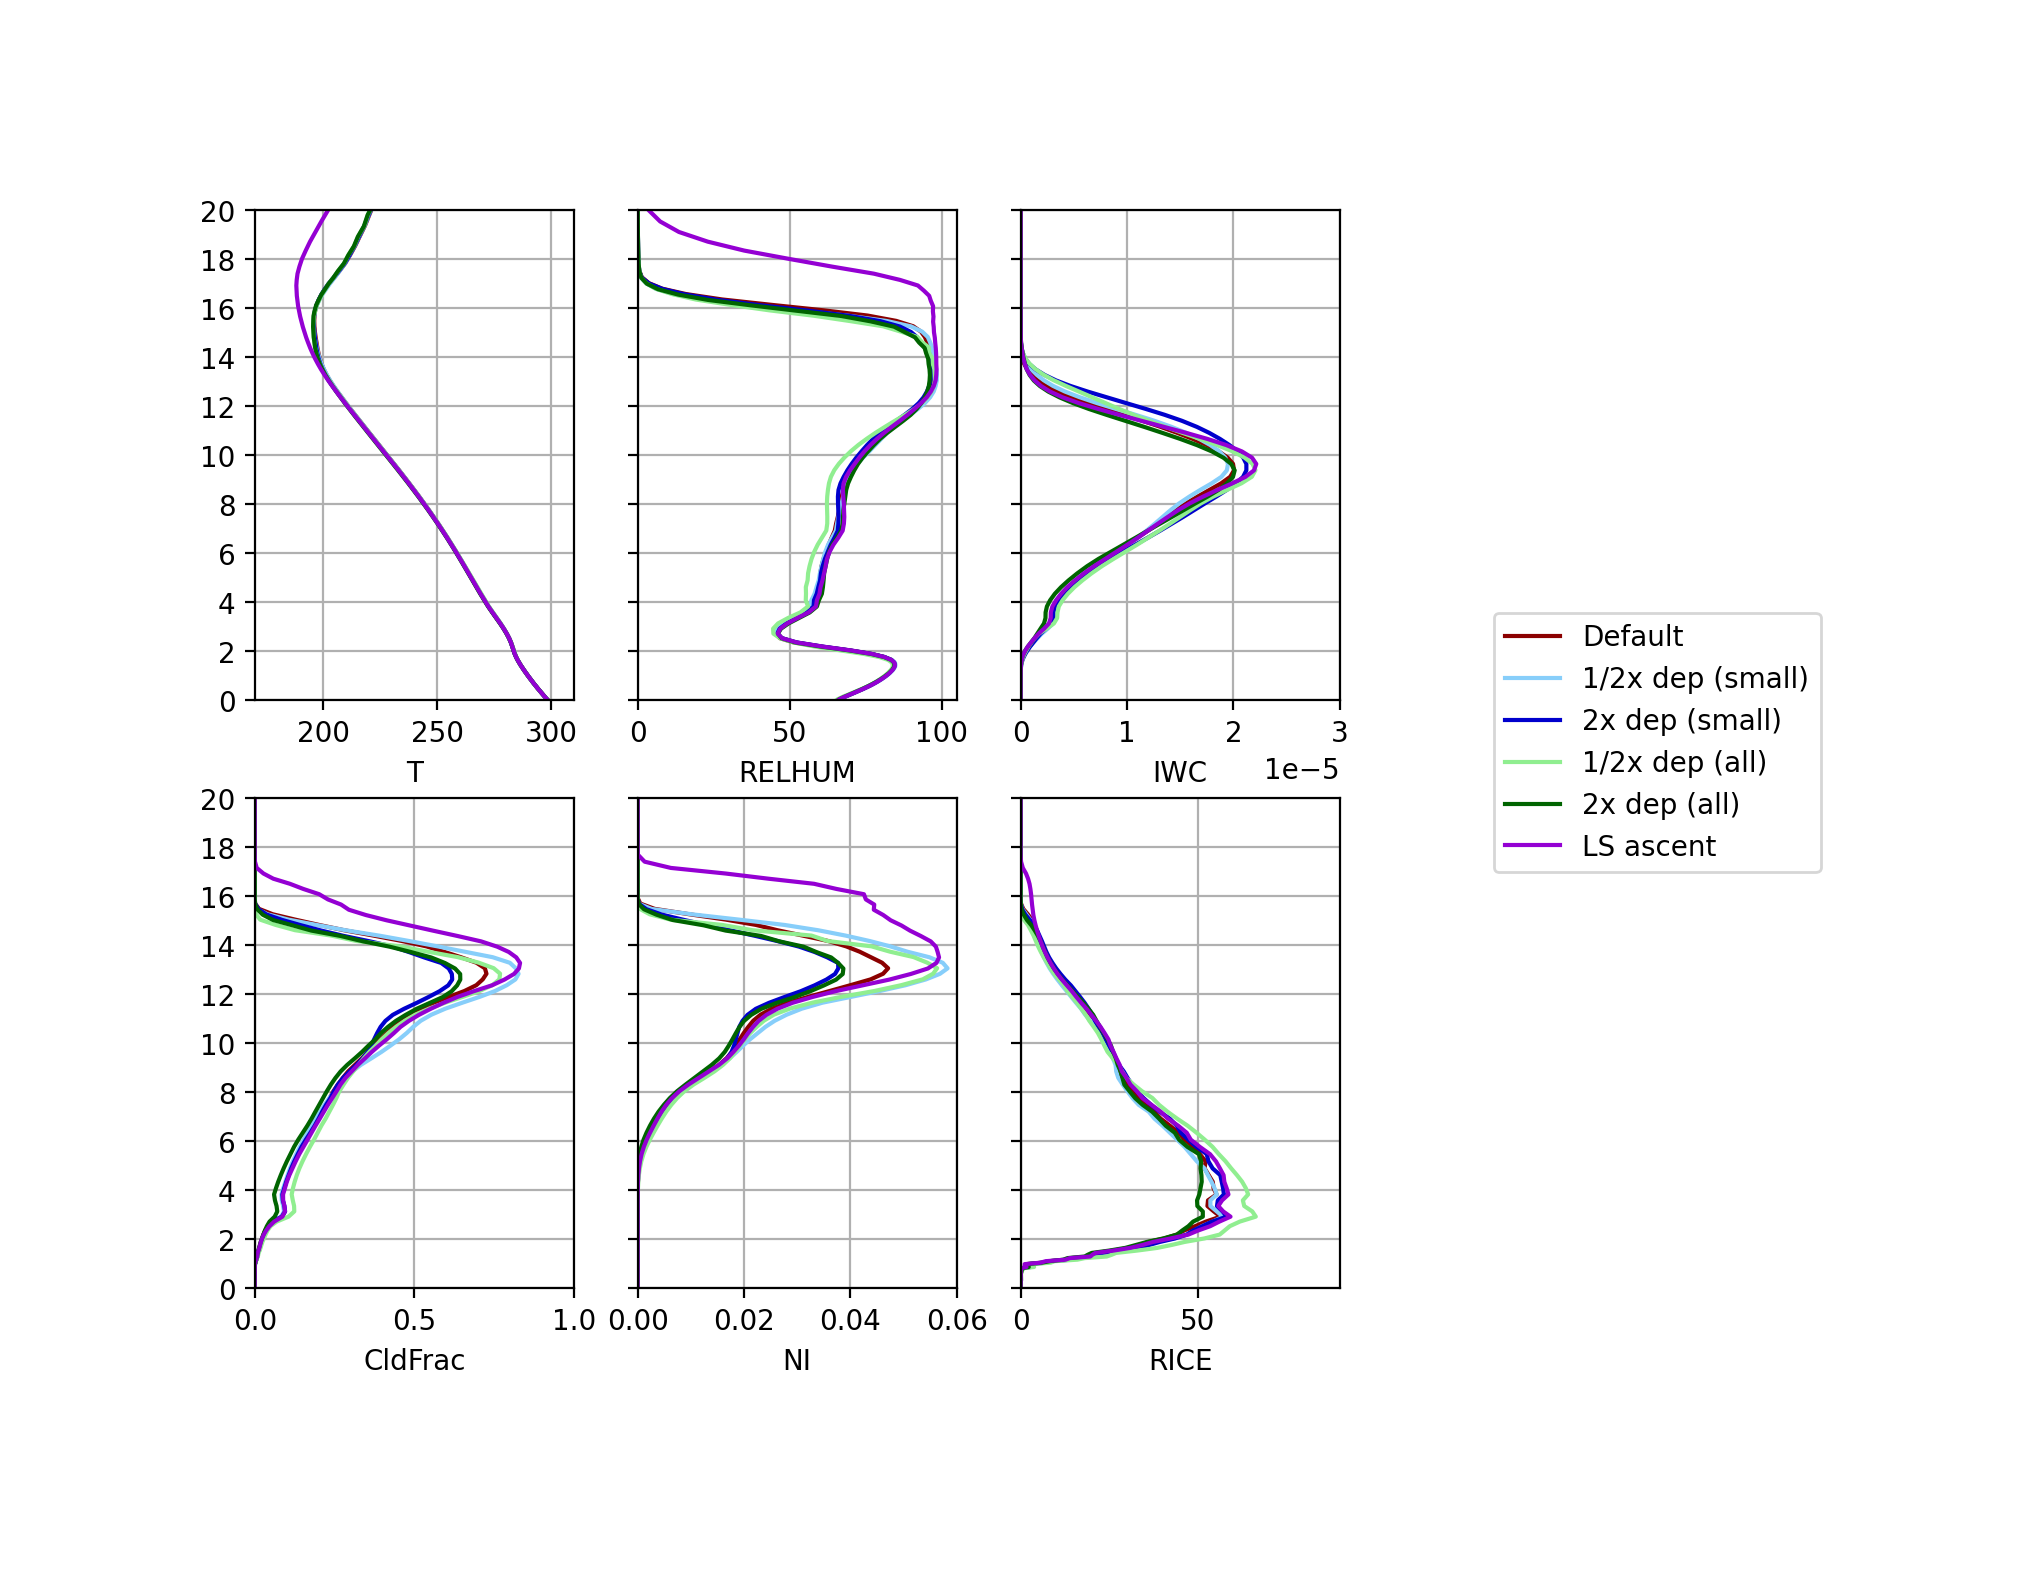 20
18
16
14
12
10
8
6
4
2
0
200 250 300
T
0 50 100
RELHUM
0 1 2 3
IWC 1e−5
20
18
16
14
12
10
8
6
4
2
0
0.0 0.5 1.0
CldFrac
0.00 0.02 0.04 0.06
NI
0 50
RICE
Default
1/2x dep (small)
2x dep (small)
1/2x dep (all)
2x dep (all)
LS ascent